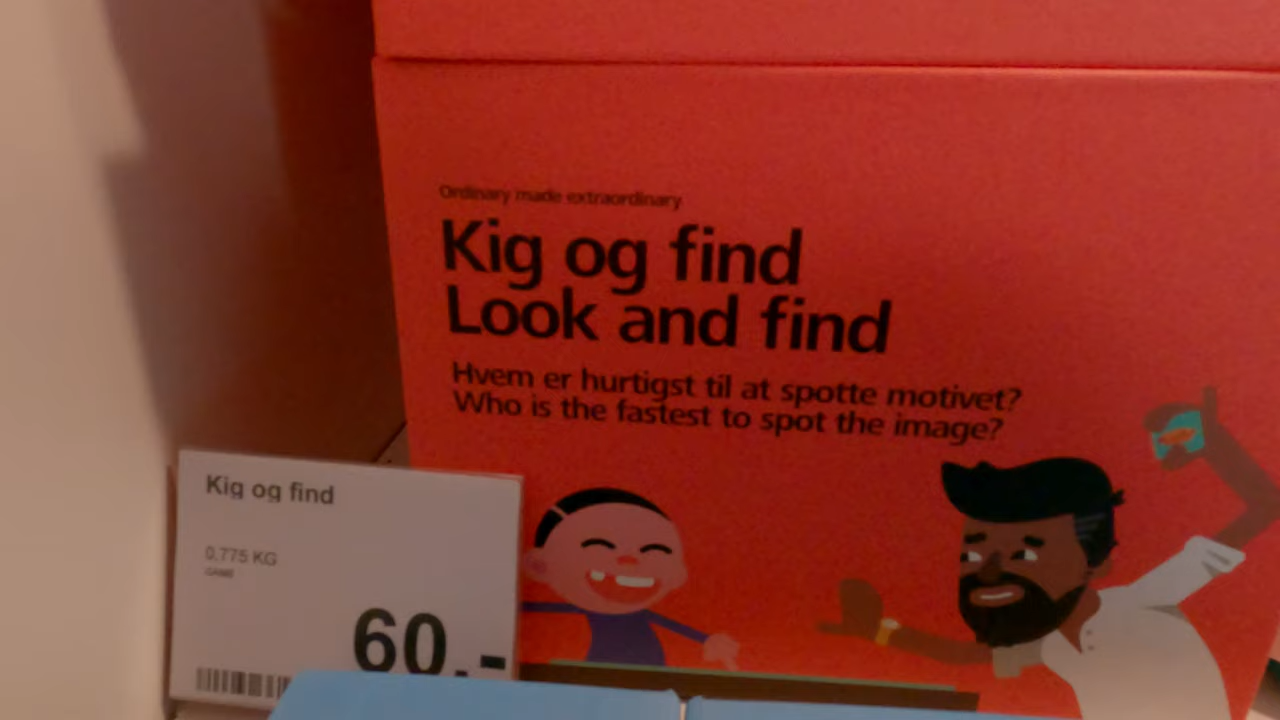 Ordinary made extraordinary
Kig og find
Look and find
Hvem er hurtigst til at spotte motivet?
Who is the fastest to spot the image?
Kig og find
0,775 KG
GAME
60.-